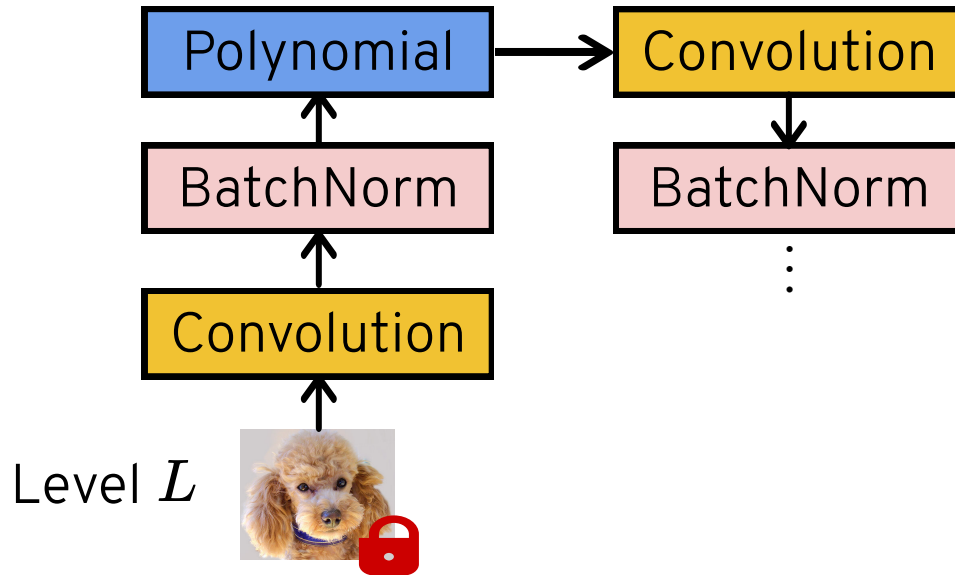 Polynomial
Convolution
BatchNorm
BatchNorm
Convolution
Level L